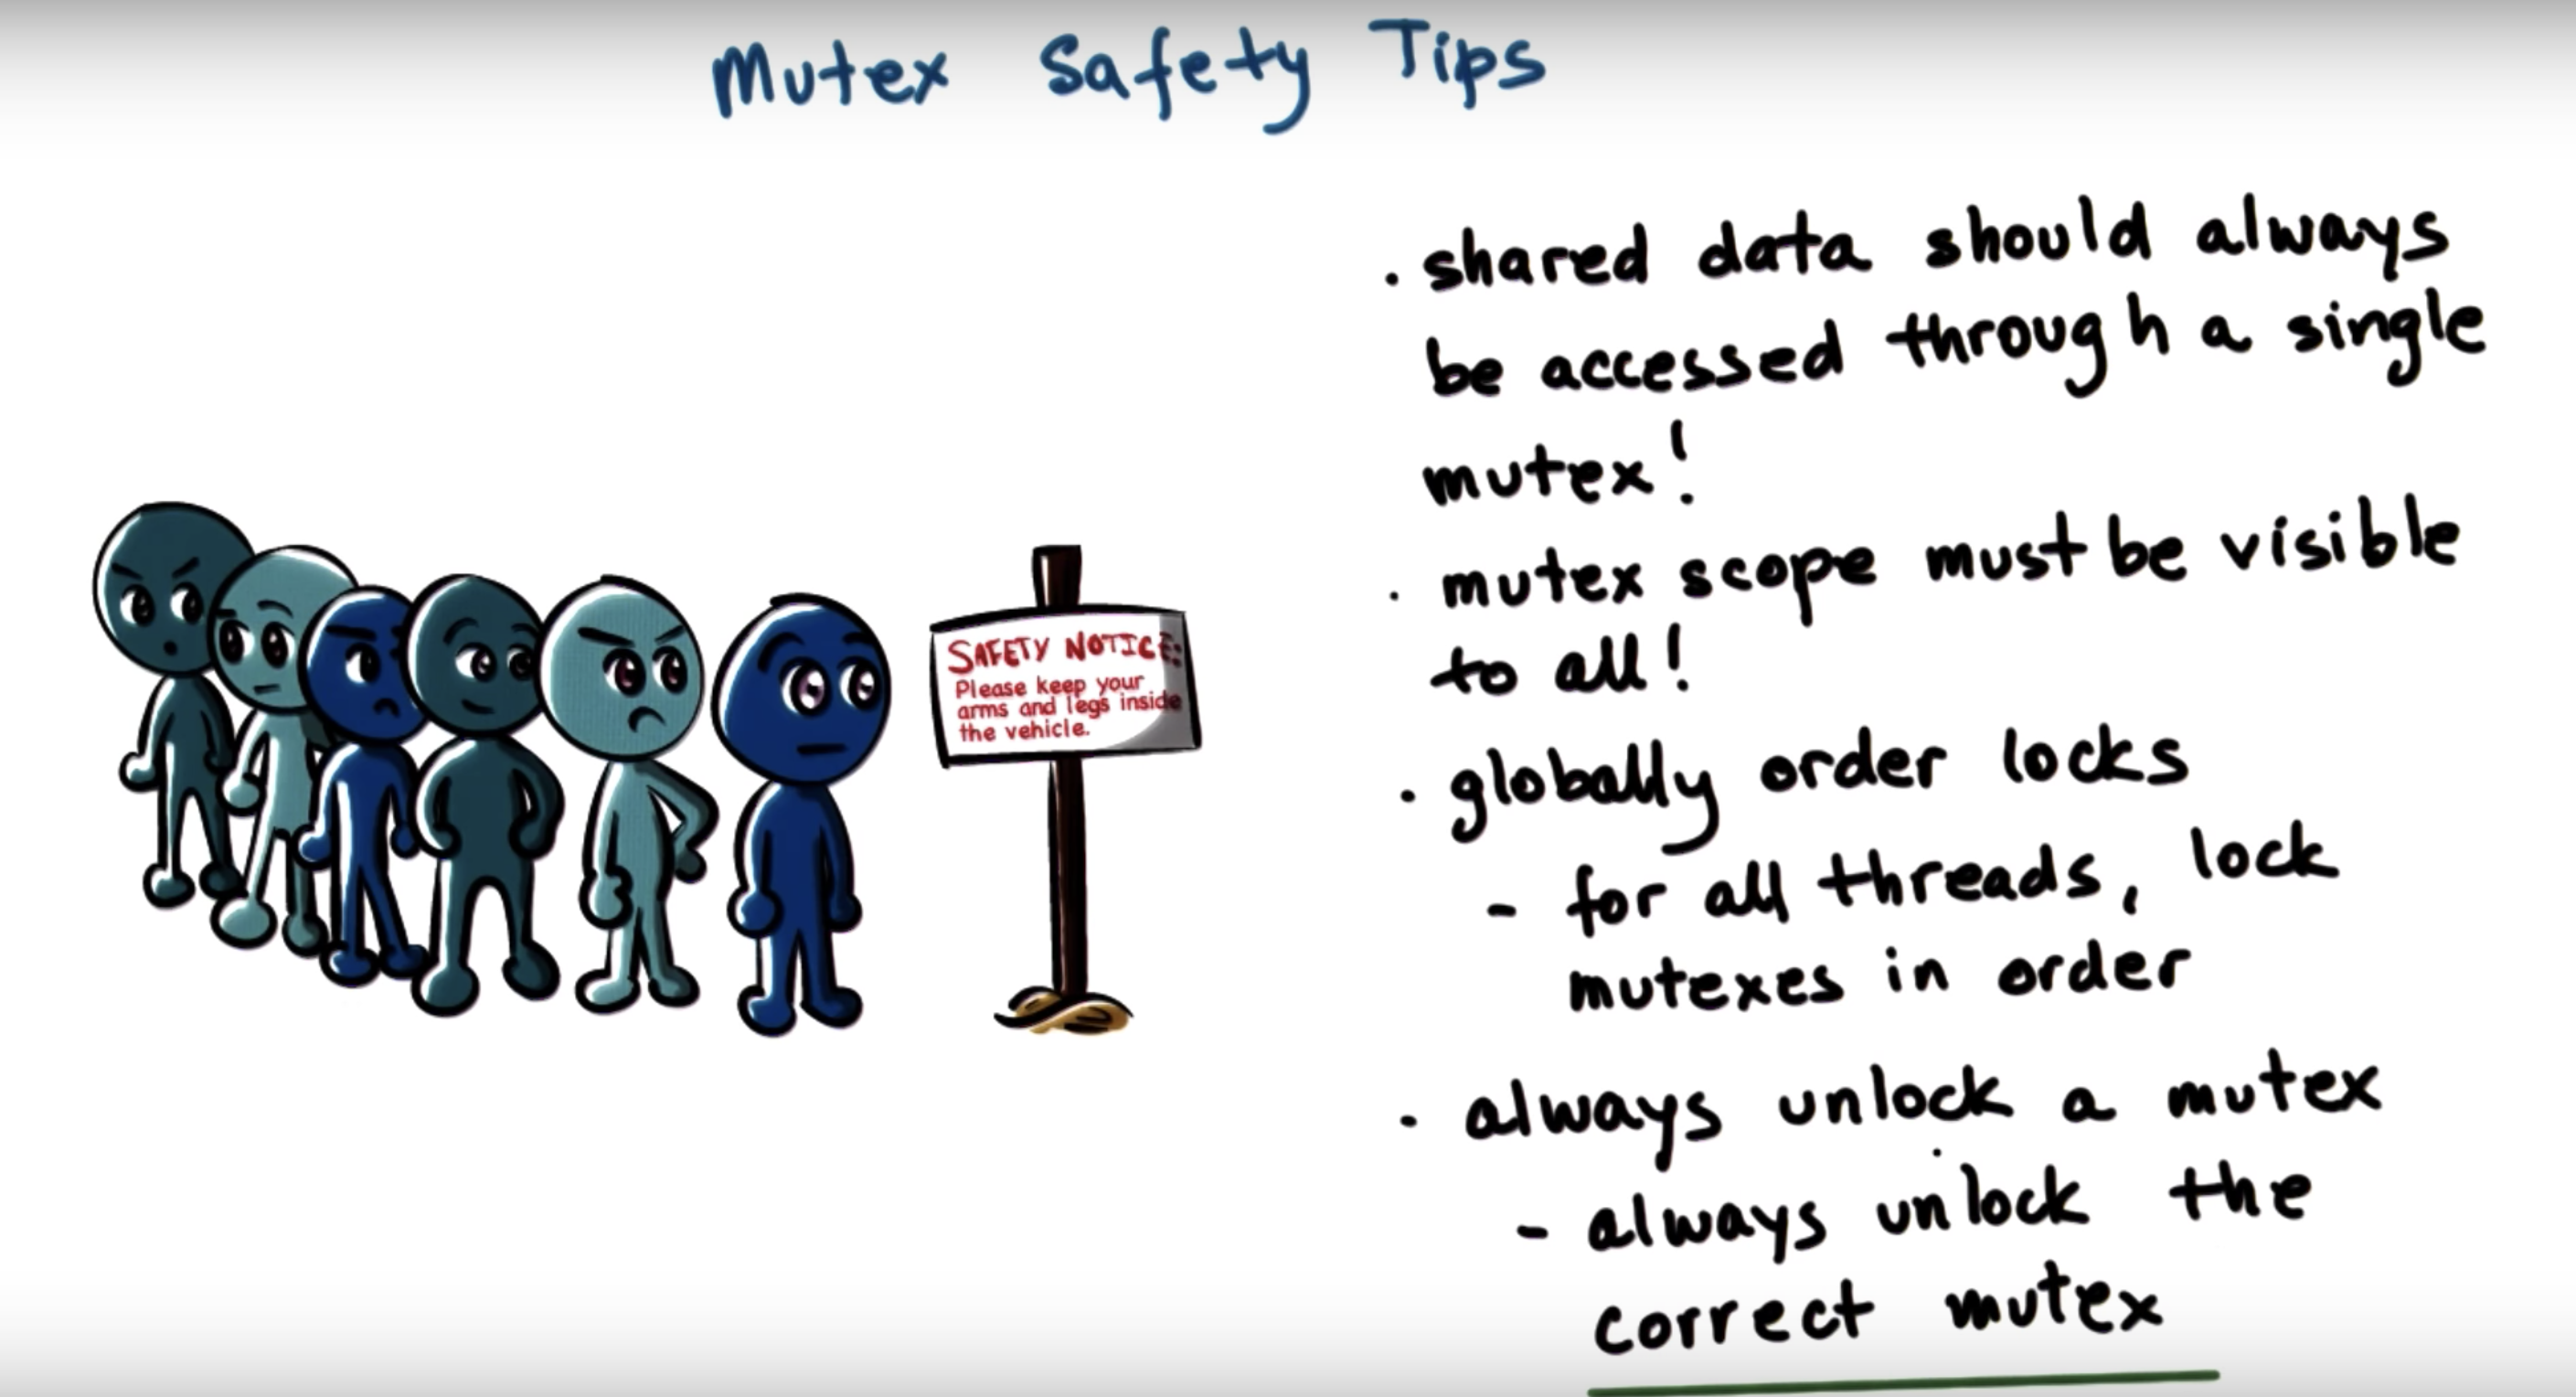 Mutex Safety Tips
SAFETY NOTICE:
Please keep your
arms and legs inside
the vehicle.
· shared data should always
be accessed through a single
mutex!
· mutex scope must be visible
to all!
· globally order locks
- for all threads, lock
mutexes in order
· always unlock a mutex
- always unlock the
correct mutex